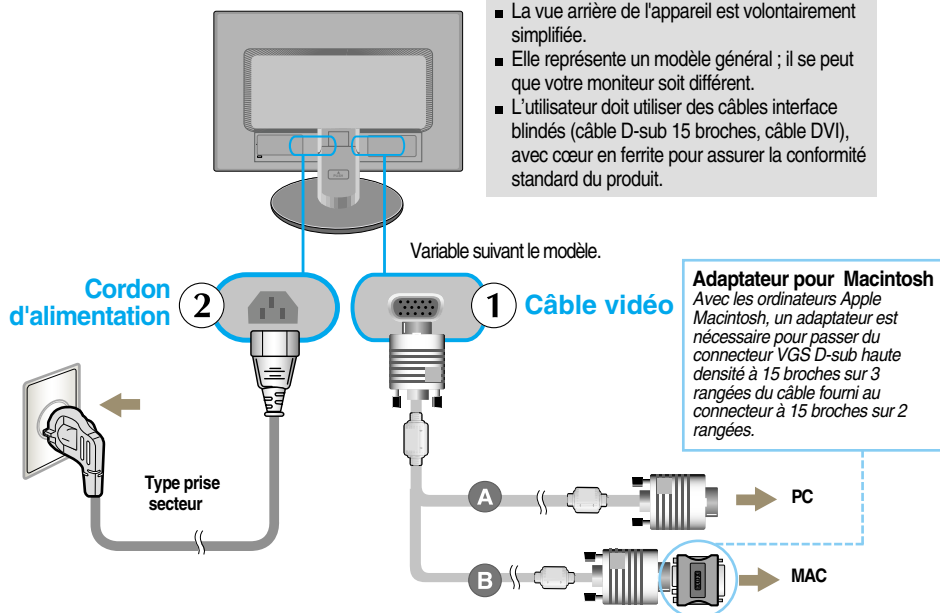 ■ La vue arrière de l'appareil est volontairement
simplifiée.
■ Elle représente un modèle général ; il se peut
que votre moniteur soit différent.
■ L'utilisateur doit utiliser des câbles interface
blindés (câble D-sub 15 broches, câble DVI),
avec cœur en ferrite pour assurer la conformité
standard du produit.
Variable suivant le modèle.
Cordon
d'alimentation
2
1
Câble vidéo
Adaptateur pour Macintosh
Avec les ordinateurs Apple
Macintosh, un adaptateur est
nécessaire pour passer du
connecteur VGS D-sub haute
densité à 15 broches sur 3
rangées du câble fourni au
connecteur à 15 broches sur 2
rangées.
Type prise
secteur
A
PC
B
MAC